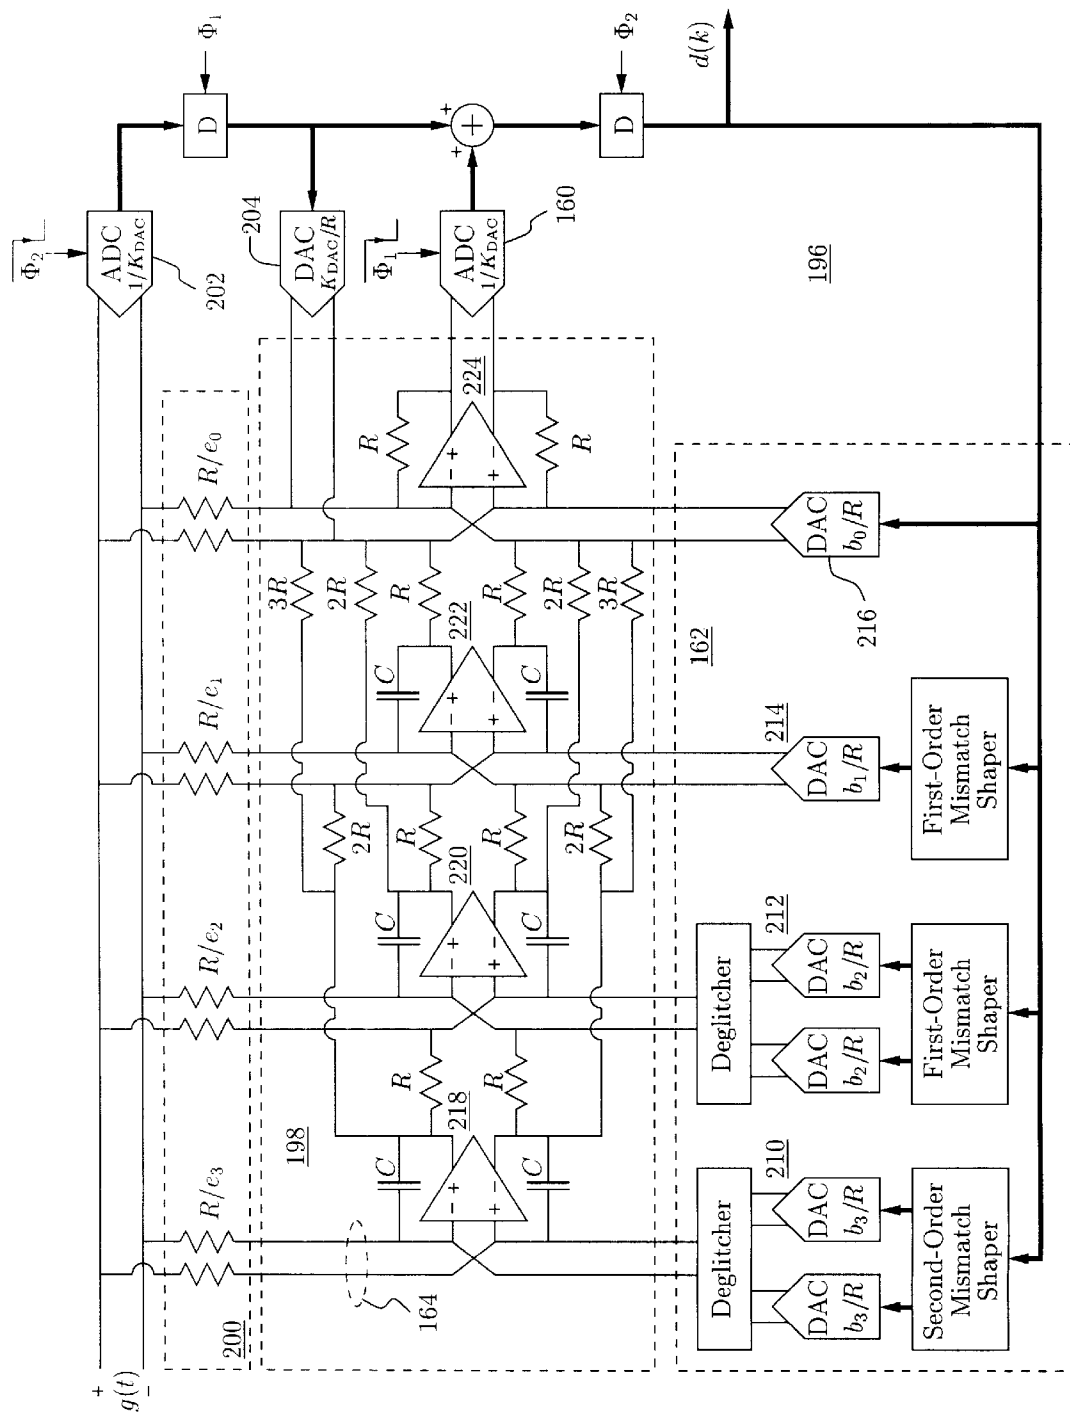 g(t)
+
−
200
R/e₃
R/e₂
R/e₁
R/e₀
ADC
1/K_DAC
202
Φ₂
D
Φ₁
198
164
C
C
218
R
R
2R
2R
C
C
220
R
R
3R
2R
2R
3R
C
C
222
R
R
R
R
224
+
−
−
+
+
−
−
+
+
−
−
+
+
−
−
+
204
DAC
K_DAC/R
Φ₁
ADC
1/K_DAC
160
+
+
+
D
Φ₂
d(k)
196
162
Deglitcher
210
DAC
b₃/R
DAC
b₃/R
Second-Order
Mismatch
Shaper
Deglitcher
212
DAC
b₂/R
DAC
b₂/R
First-Order
Mismatch
Shaper
214
DAC
b₁/R
First-Order
Mismatch
Shaper
DAC
b₀/R
216